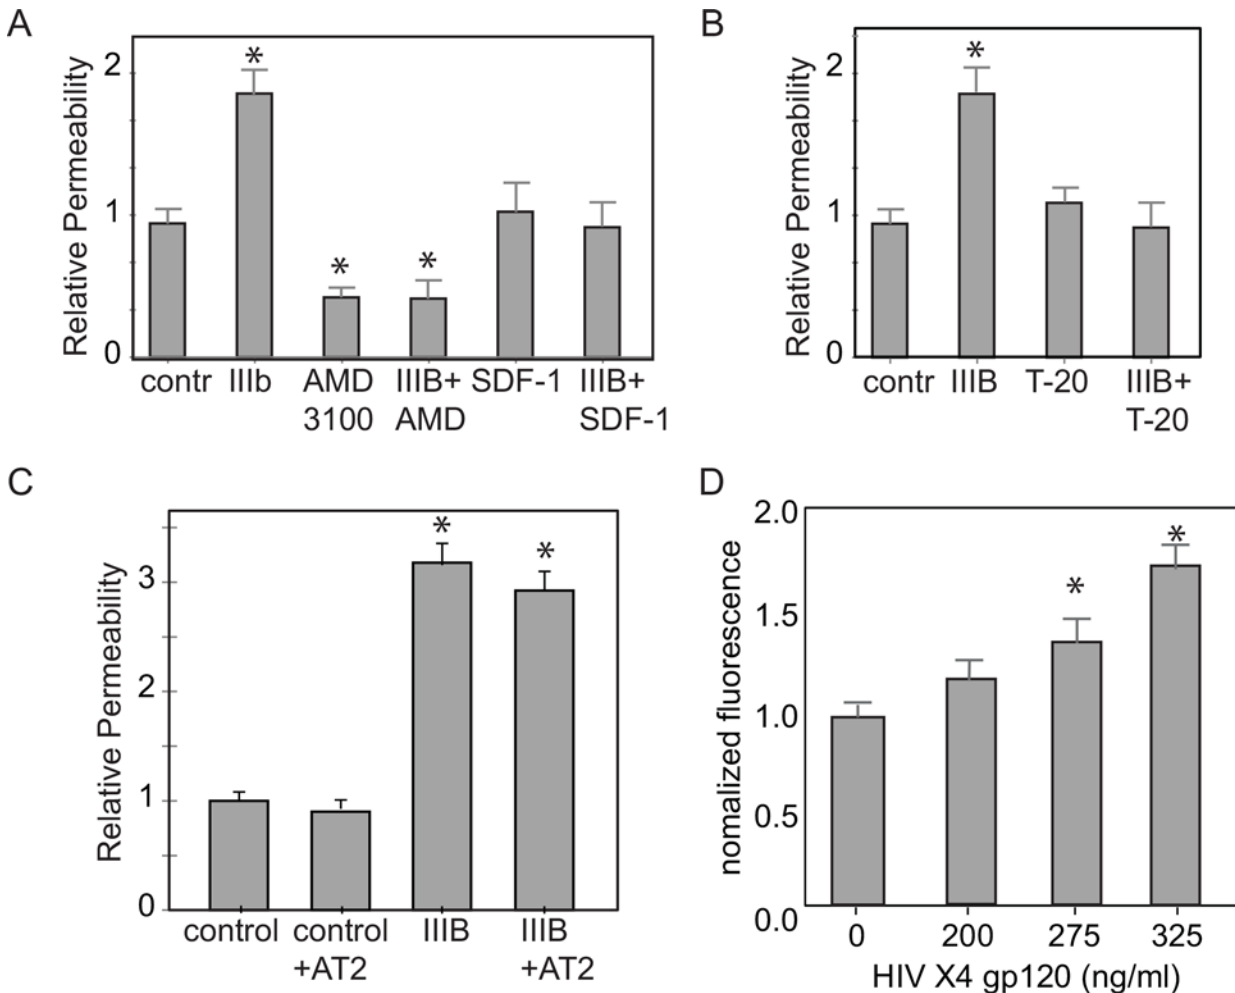 A
Relative Permeability
2
1
0
*
*
*
contr IIIb AMD IIIB+ SDF-1 IIIB+
3100 AMD SDF-1
B
Relative Permeability
2
1
0
*
contr IIIB T-20 IIIB+
T-20
C
Relative Permeability
3
2
1
0
*
*
control control IIIB IIIB
+AT2 +AT2
D
nomalized fluorescence
2.0
1.5
1.0
0.5
0.0
*
*
0 200 275 325
HIV X4 gp120 (ng/ml)